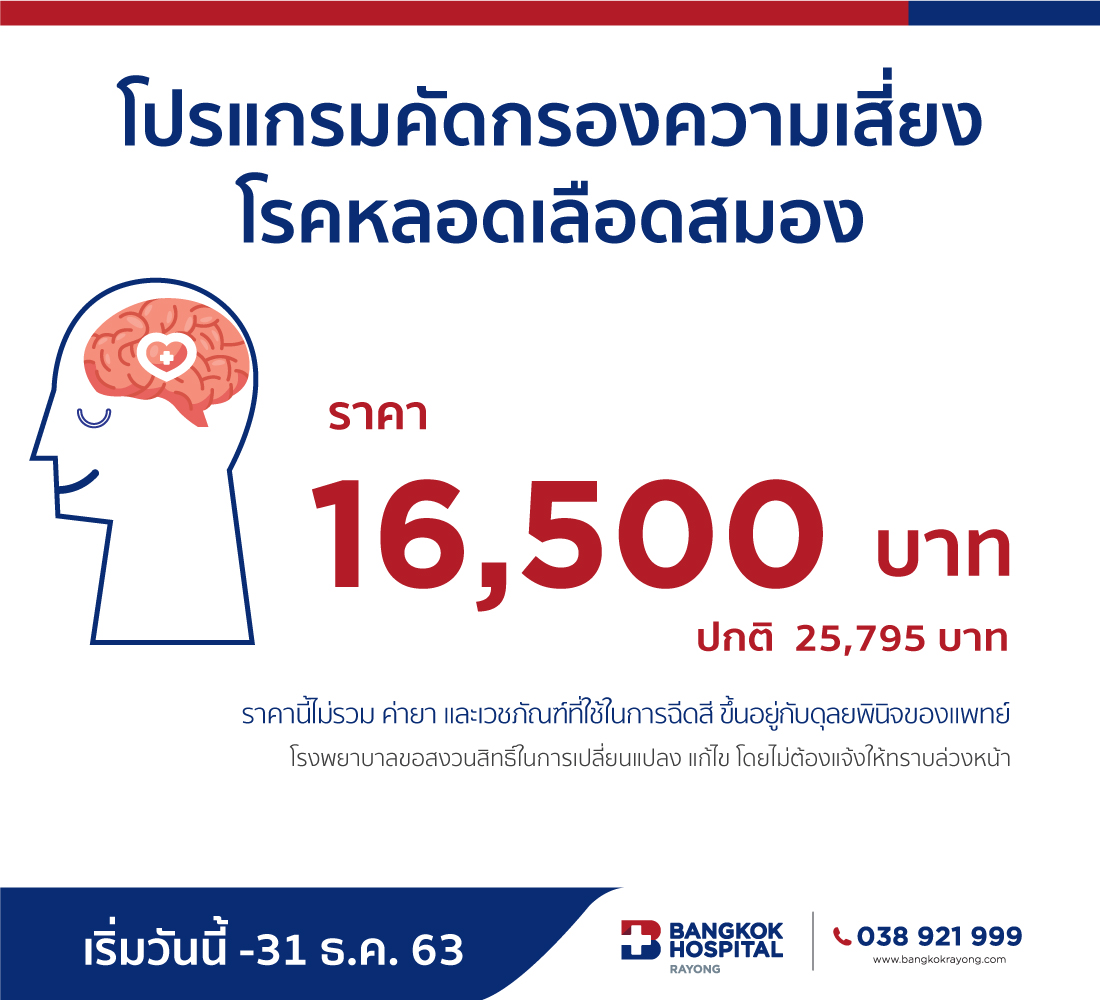 โปรแกรมคัดกรองความเสี่ยง
โรคหลอดเลือดสมอง
ราคา
16,500 บาท
ปกติ 25,795 บาท
ราคานี้ไม่รวม ค่ายา และเวชภัณฑ์ที่ใช้ในการฉีดสี ขึ้นอยู่กับดุลยพินิจของแพทย์
โรงพยาบาลขอสงวนสิทธิ์ในการเปลี่ยนแปลง แก้ไข โดยไม่ต้องแจ้งให้ทราบล่วงหน้า
เริ่มวันนี้ -31 ธ.ค. 63
BANGKOK
HOSPITAL
RAYONG
038 921 999
www.bangkokrayong.com